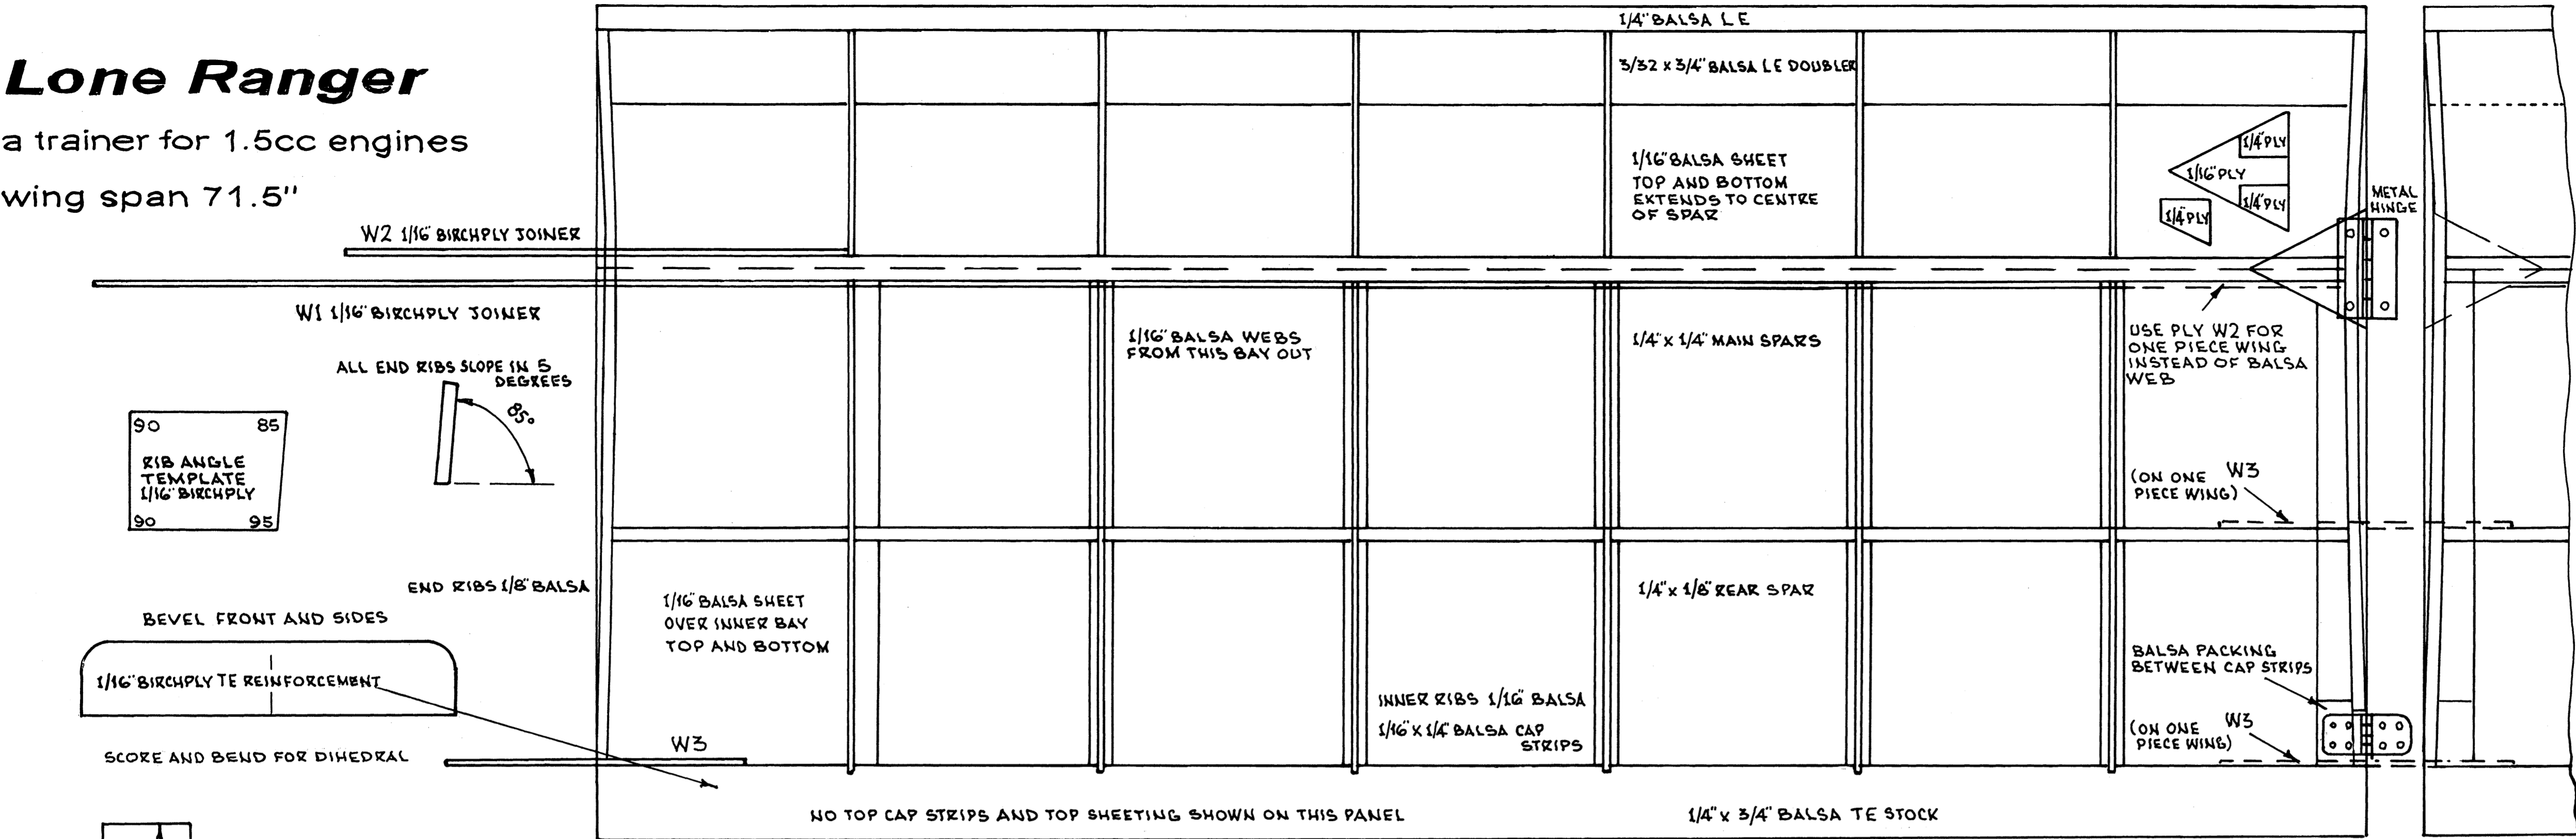 Lone Ranger
a trainer for 1.5cc engines
wing span 71.5"
1/4" BALSA LE
3/32 x 3/4" BALSA LE DOUBLER
1/16" BALSA SHEET
TOP AND BOTTOM
EXTENDS TO CENTRE
OF SPAR
1/4" PLY
1/16" PLY
1/4" PLY
1/4" PLY
METAL
HINGE
W2 1/16" BIRCHPLY JOINER
W1 1/16" BIRCHPLY JOINER
1/16" BALSA WEBS
FROM THIS BAY OUT
1/4" x 1/4" MAIN SPARS
USE PLY W2 FOR
ONE PIECE WING
INSTEAD OF BALSA
WEB
ALL END RIBS SLOPE IN 5
DEGREES
85°
90 85
RIB ANGLE
TEMPLATE
1/16" BIRCHPLY
90 95
(ON ONE W3
PIECE WING)
END RIBS 1/8" BALSA
1/16" BALSA SHEET
OVER INNER BAY
TOP AND BOTTOM
1/4" x 1/8" REAR SPAR
BEVEL FRONT AND SIDES
1/16" BIRCHPLY TE REINFORCEMENT
SCORE AND BEND FOR DIHEDRAL
W3
INNER RIBS 1/16" BALSA
1/16" x 1/4" BALSA CAP
STRIPS
BALSA PACKING
BETWEEN CAP STRIPS
(ON ONE W3
PIECE WING)
NO TOP CAP STRIPS AND TOP SHEETING SHOWN ON THIS PANEL
1/4" x 3/4" BALSA TE STOCK